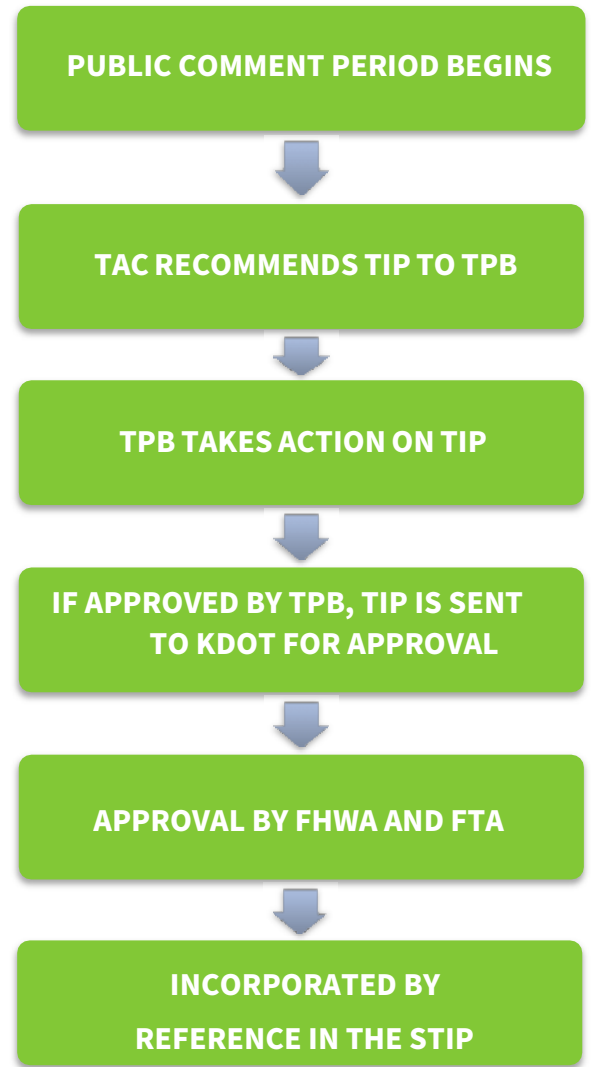 PUBLIC COMMENT PERIOD BEGINS
TAC RECOMMENDS TIP TO TPB
TPB TAKES ACTION ON TIP
IF APPROVED BY TPB, TIP IS SENT
TO KDOT FOR APPROVAL
APPROVAL BY FHWA AND FTA
INCORPORATED BY
REFERENCE IN THE STIP